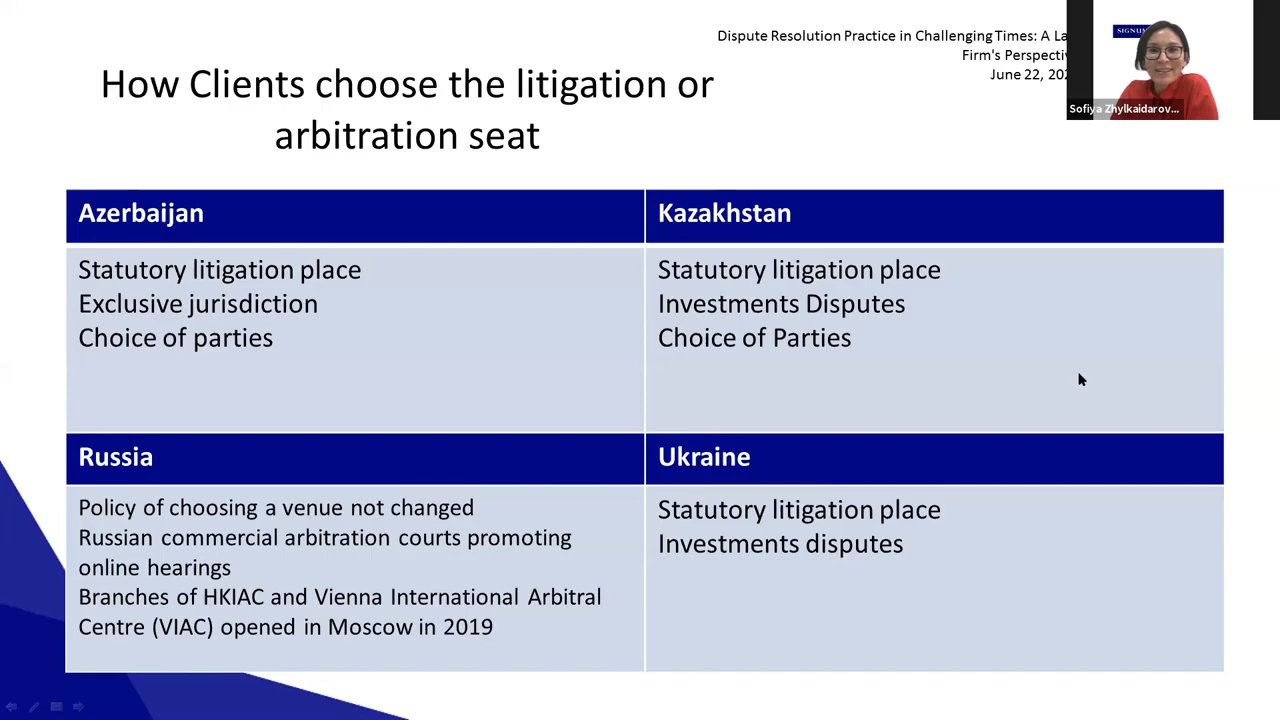 Dispute Resolution Practice in Challenging Times: A
Firm's
June 22,
SIGNUM
How Clients choose the litigation or
arbitration seat
Sofiya Zhylkaidarov...
Azerbaijan
Kazakhstan
Statutory litigation place
Exclusive jurisdiction
Choice of parties
Statutory litigation place
Investments Disputes
Choice of Parties
Russia
Ukraine
Policy of choosing a venue not changed
Russian commercial arbitration courts promoting
online hearings
Branches of HKIAC and Vienna International Arbitral
Centre (VIAC) opened in Moscow in 2019
Statutory litigation place
Investments disputes